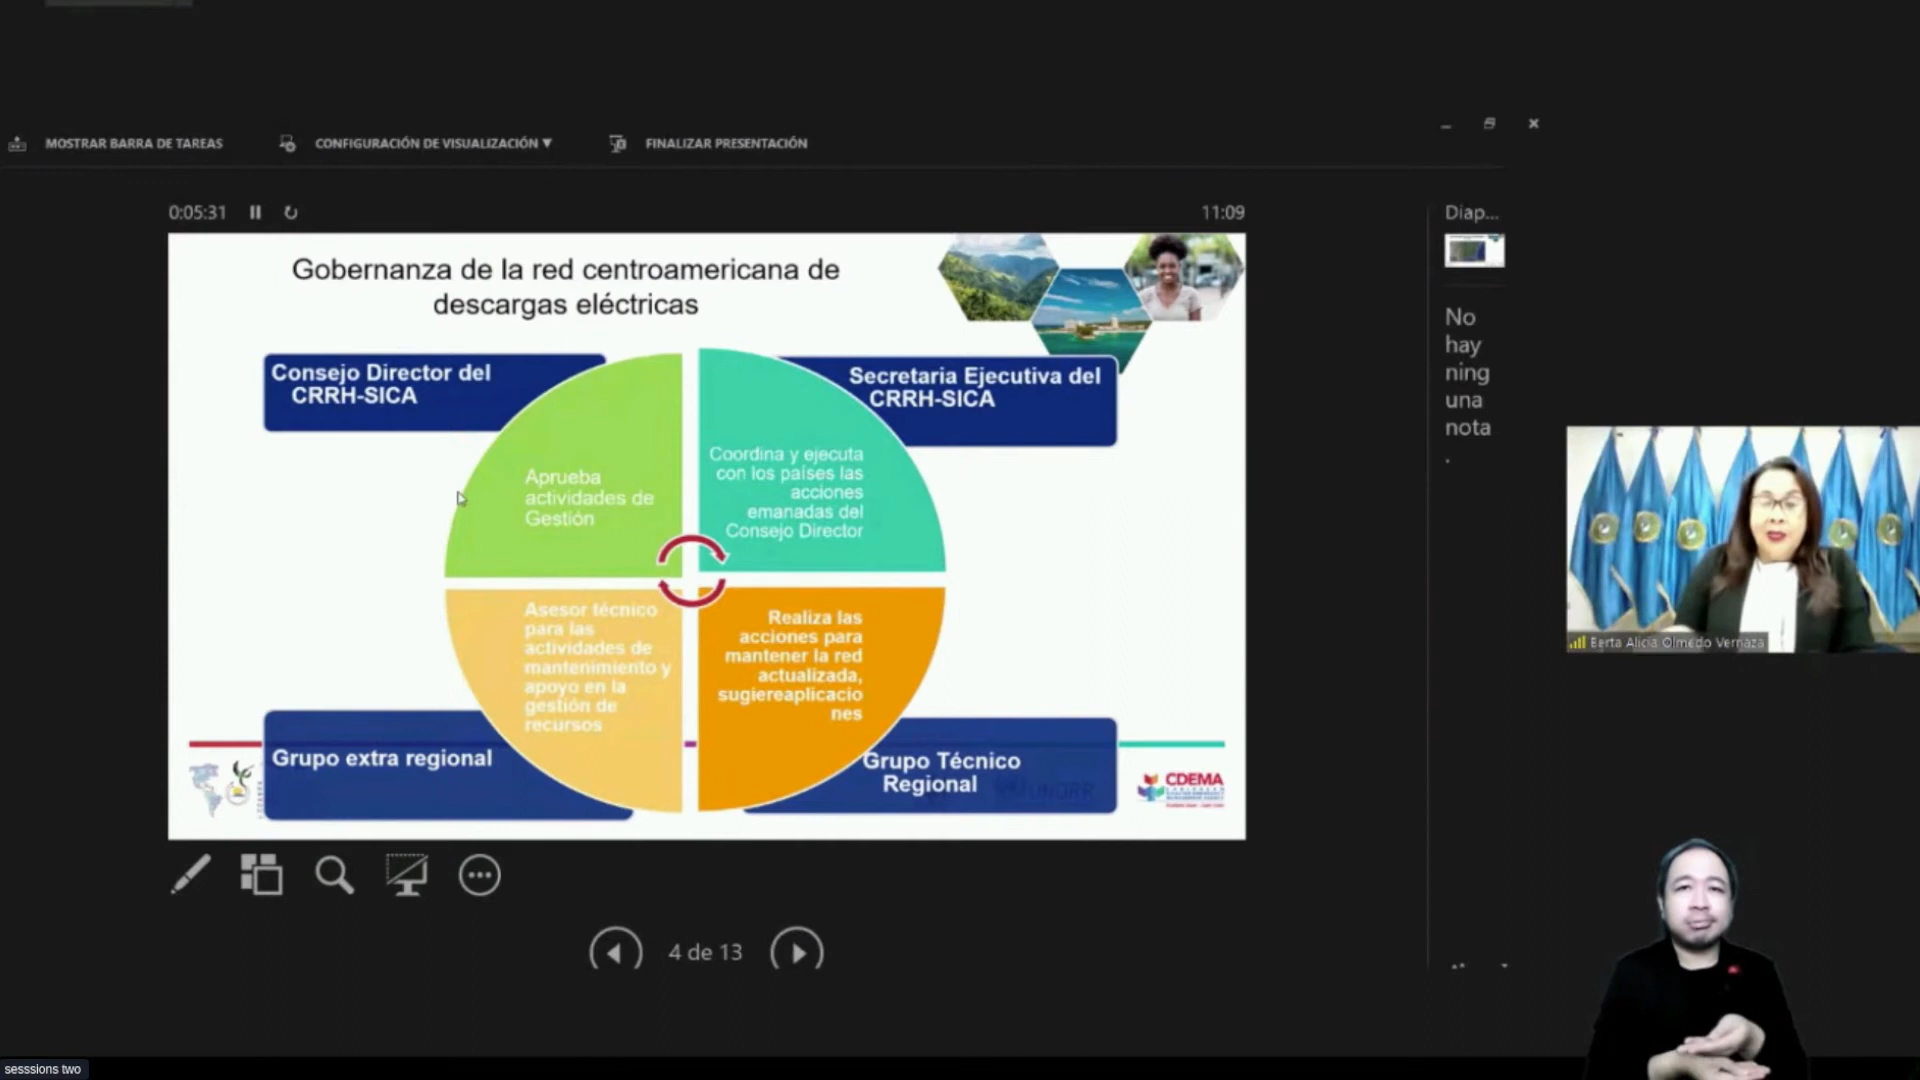 MOSTRAR BARRA DE TAREAS
CONFIGURACIÓN DE VISUALIZACIÓN ▼
FINALIZAR PRESENTACIÓN
0:05:31
11:09
Diap...
Gobernanza de la red centroamericana de
descargas eléctricas
Consejo Director del
CRRH-SICA
Secretaria Ejecutiva del
CRRH-SICA
Aprueba
actividades de
Gestión
Coordina y ejecuta
con los países las
acciones
emanadas del
Consejo Director
Asesor técnico
para las
actividades de
mantenimiento y
apoyo en la
gestión de
recursos
Realiza las
acciones para
mantener la red
actualizada,
sugiereaplicacio
nes
Grupo extra regional
Grupo Técnico
Regional
UNDRR
CDEMA
No
hay
ning
una
nota
.
Berta Alicia Olmedo Vernaza
4 de 13
sesssions two